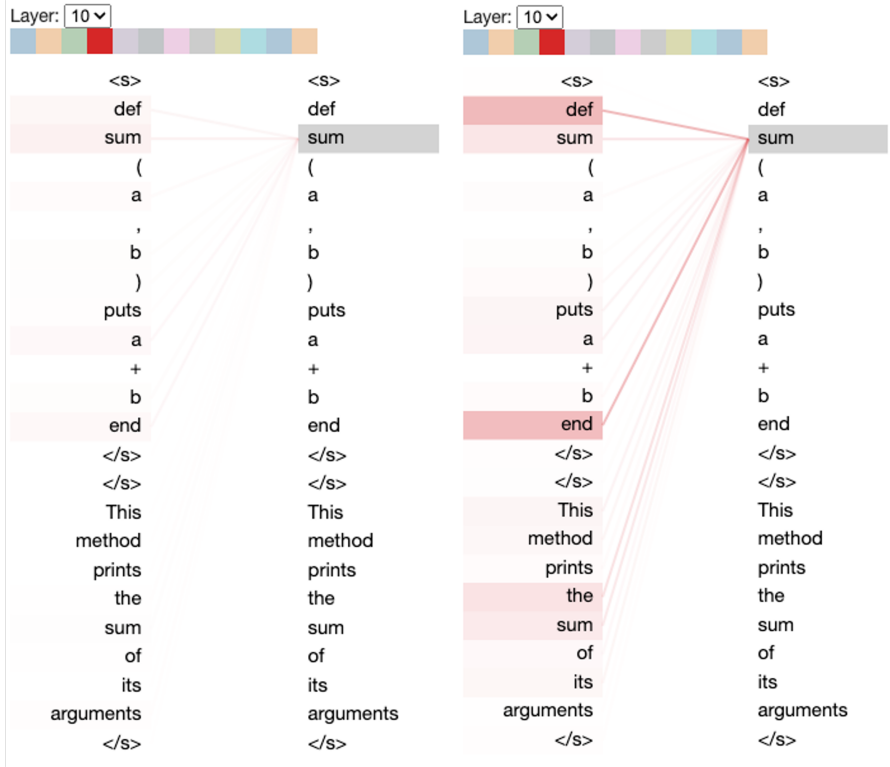 Layer: 10
<s> <s>
def def
sum sum
( (
a a
, ,
b b
) )
puts puts
a a
+ +
b b
end end
</s> </s>
</s> </s>
This This
method method
prints prints
the the
sum sum
of of
its its
arguments arguments
</s> </s>
Layer: 10
<s> <s>
def def
sum sum
( (
a a
, ,
b b
) )
puts puts
a a
+ +
b b
end end
</s> </s>
</s> </s>
This This
method method
prints prints
the the
sum sum
of of
its its
arguments arguments
</s> </s>